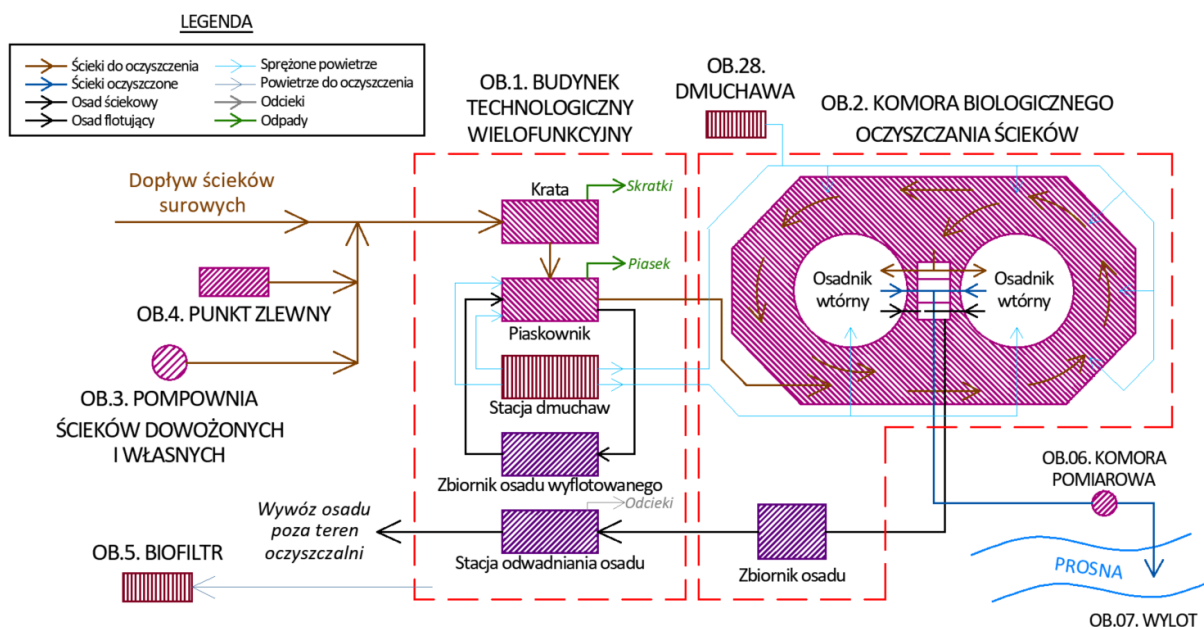 LEGENDA
Ścieki do oczyszczenia
Ścieki oczyszczone
Osad ściekowy
Osad flotujący
Sprężone powietrze
Powietrze do oczyszczenia
Odcieki
Odpady
OB.1. BUDYNEK
TECHNOLOGICZNY
WIELOFUNKCYJNY
OB.28.
DMUCHAWA
OB.2. KOMORA BIOLOGICZNEGO
OCZYSZCZANIA ŚCIEKÓW
Dopływ ścieków
surowych
Krata
Skratki
Piasek
Piaskownik
OB.4. PUNKT ZLEWNY
OB.3. POMPOWNIA
ŚCIEKÓW DOWOŻONYCH
I WŁASNYCH
Stacja dmuchaw
Zbiornik osadu wyflotowanego
Osadnik
wtórny
Osadnik
wtórny
Odcieki
Stacja odwadniania osadu
Wywóz osadu
poza teren
oczyszczalni
OB.5. BIOFILTR
Zbiornik osadu
OB.06. KOMORA
POMIAROWA
PROSNA
OB.07. WYLOT